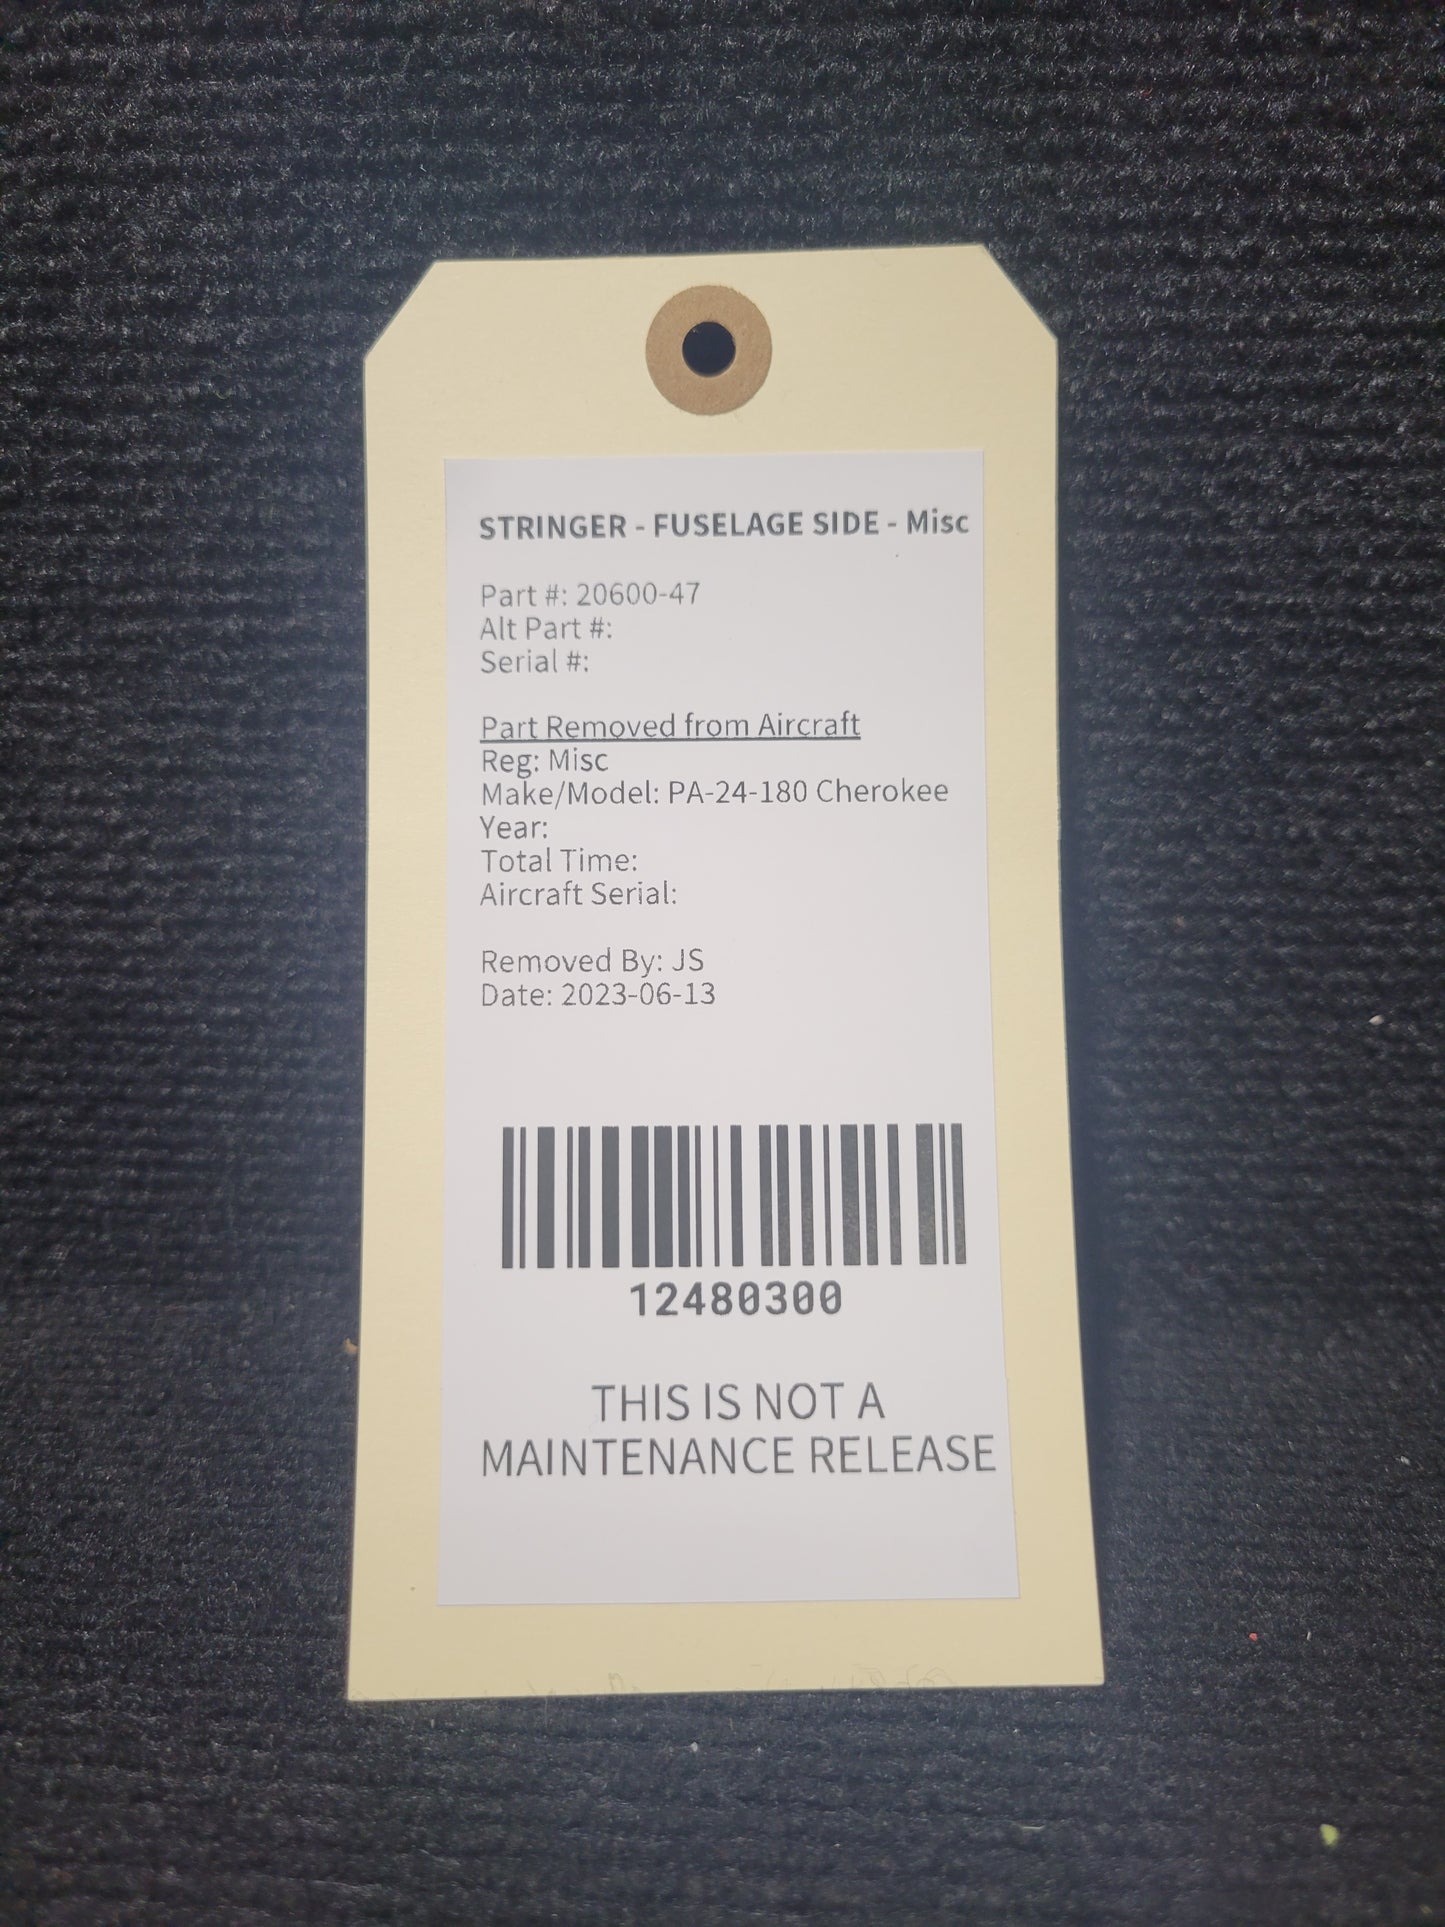 STRINGER - FUSELAGE SIDE - Misc
Part #: 20600-47
Alt Part #:
Serial #:
Part Removed from Aircraft
Reg: Misc
Make/Model: PA-24-180 Cherokee
Year:
Total Time:
Aircraft Serial:
Removed By: JS
Date: 2023-06-13
12480300
THIS IS NOT A
MAINTENANCE RELEASE